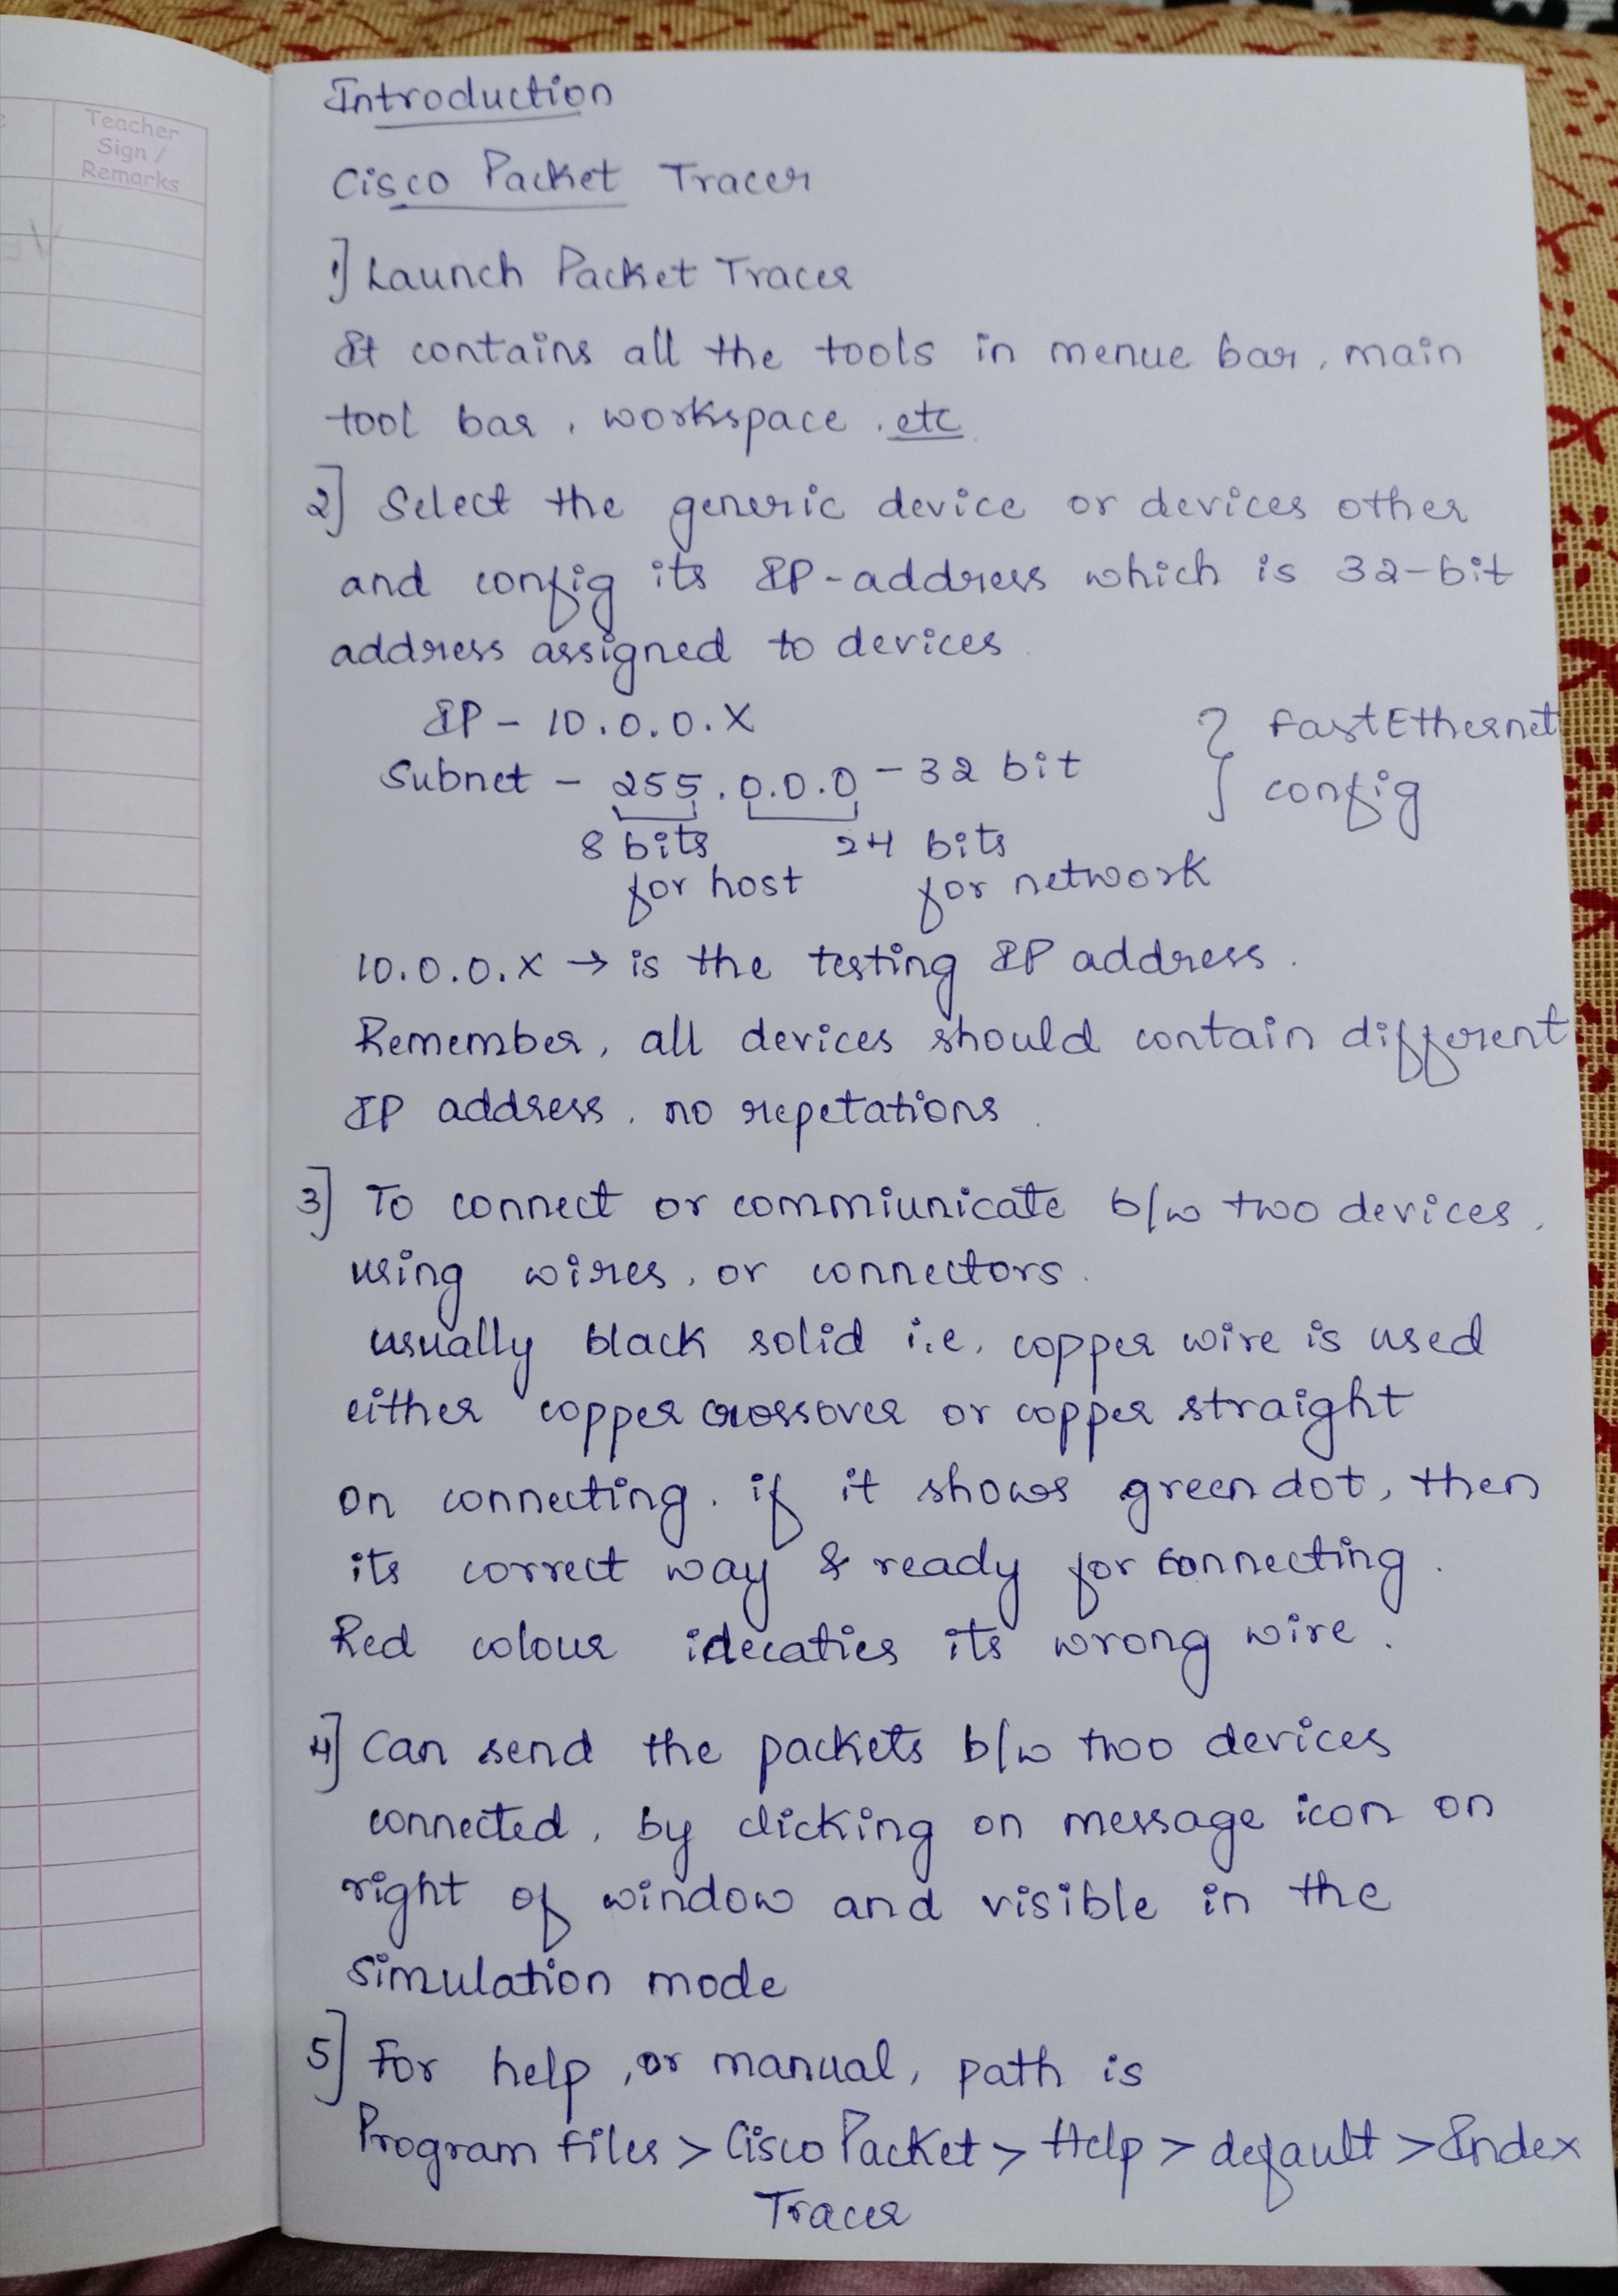 Teacher
Sign /
Remarks
Introduction
Cisco Packet Tracer
1] Launch Packet Tracer
It contains all the tools in menue bar, main
tool bar, workspace, etc.
2] Select the generic device or devices other
and config its IP-address which is 32-bit
address assigned to devices.
IP - 10.0.0.X
} FastEthernet
config
Subnet - 255.0.0.0 - 32 bit
8 bits 24 bits
for host for network
10.0.0.X → is the testing IP address.
Remember, all devices should contain different
IP address, no repetations.
3] To connect or commiunicate b/w two devices,
using wires, or connectors.
usually black solid i.e, copper wire is used
either copper crossover or copper straight
on connecting, if it shows green dot, then
its correct way & ready for connecting.
Red colour idecaties its wrong wire.
4] Can send the packets b/w two devices
connected, by clicking on message icon on
right of window and visible in the
simulation mode
5] For help, or manual, path is
Program files > Cisco Packet > Help > default > Index
Tracer